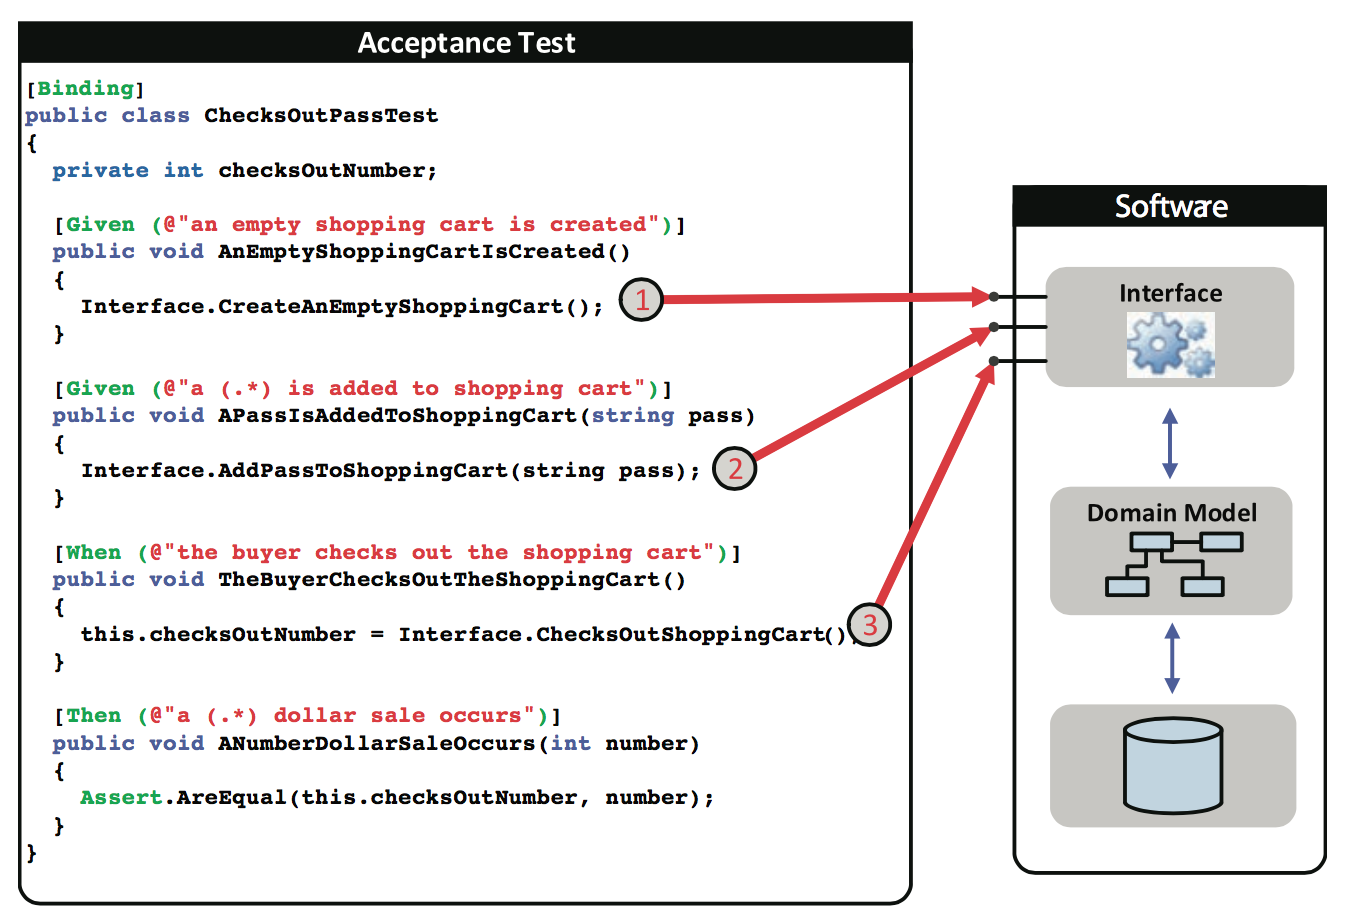 Acceptance Test
[Binding]
public class ChecksOutPassTest
{
private int checksOutNumber;
[Given (@"an empty shopping cart is created")]
public void AnEmptyShoppingCartIsCreated()
{
Interface.CreateAnEmptyShoppingCart();
}
[Given (@"a (.*) is added to shopping cart")]
public void APassIsAddedToShoppingCart(string pass)
{
Interface.AddPassToShoppingCart(string pass);
}
[When (@"the buyer checks out the shopping cart")]
public void TheBuyerChecksOutTheShoppingCart()
{
this.checksOutNumber = Interface.ChecksOutShoppingCart();
}
[Then (@"a (.*) dollar sale occurs")]
public void ANumberDollarSaleOccurs(int number)
{
Assert.AreEqual(this.checksOutNumber, number);
}
}
1
2
3
Software
Interface
Domain Model